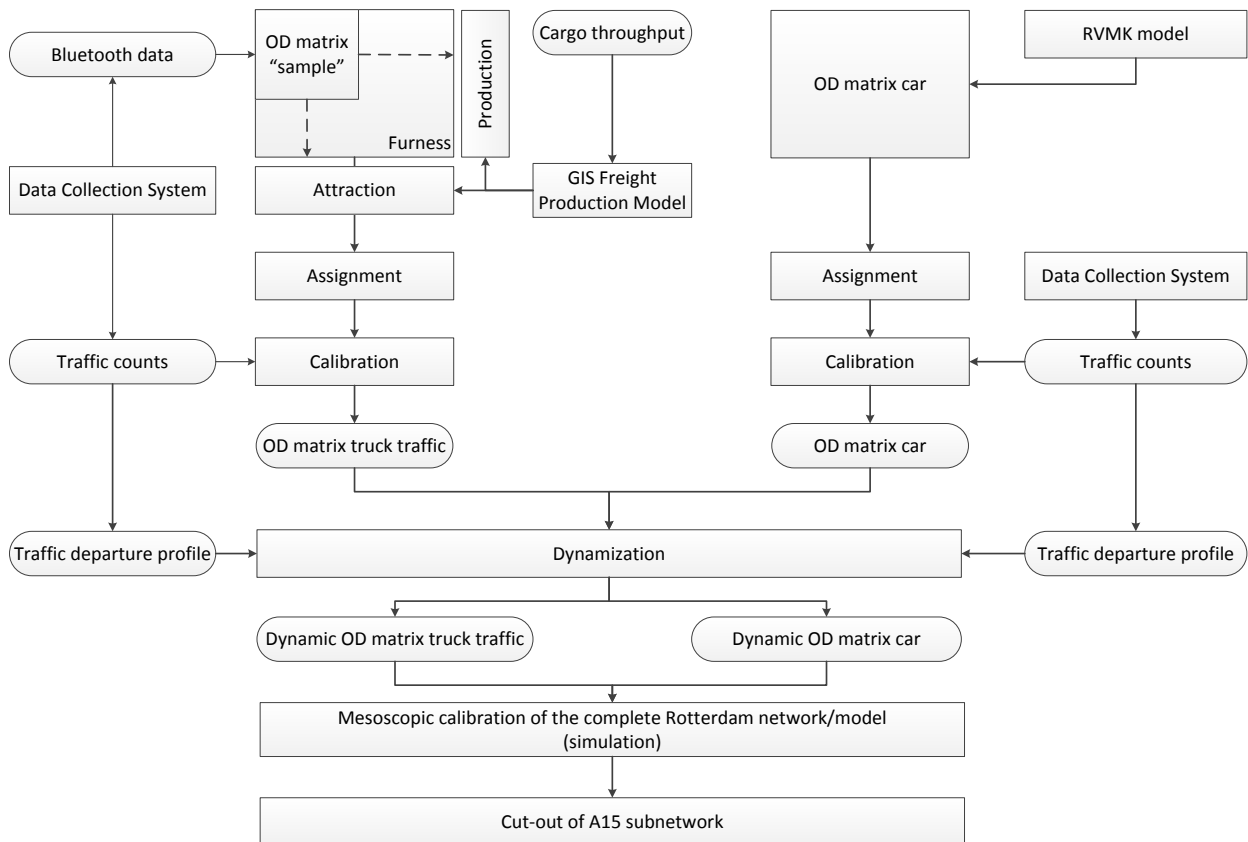 Bluetooth data
OD matrix
“sample”
Furness
Production
Cargo throughput
OD matrix car
RVMK model
Data Collection System
Attraction
GIS Freight
Production Model
Assignment
Assignment
Data Collection System
Traffic counts
Calibration
Calibration
Traffic counts
OD matrix truck traffic
OD matrix car
Traffic departure profile
Dynamization
Traffic departure profile
Dynamic OD matrix truck traffic
Dynamic OD matrix car
Mesoscopic calibration of the complete Rotterdam network/model
(simulation)
Cut-out of A15 subnetwork